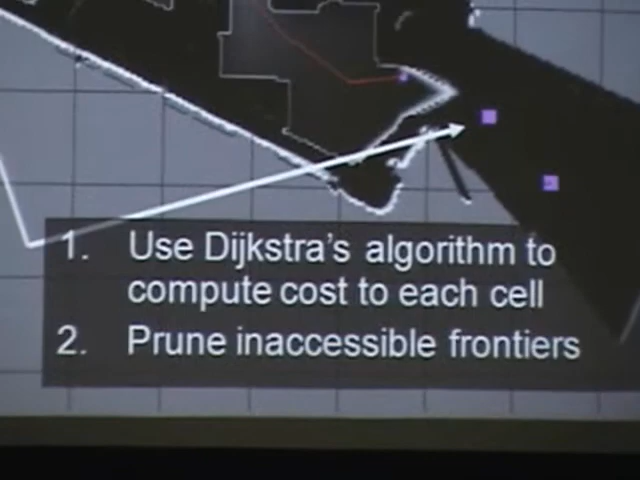 1. Use Dijkstra's algorithm to
compute cost to each cell
2. Prune inaccessible frontiers